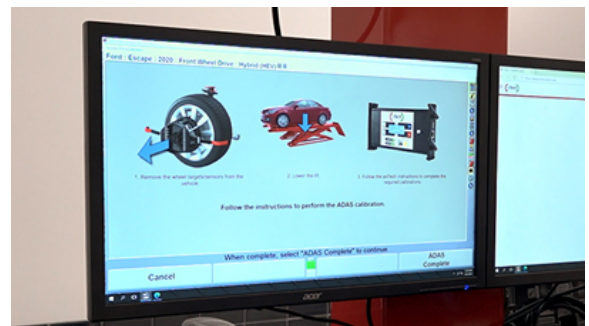 Ford : Escape : 2020 : Front Wheel Drive : Hybrid (HEV)
1. Remove the wheel targets/sensors from the
vehicle.
2. Lower the lift.
3. Follow the asTech instructions to complete the
required calibrations.
Follow the instructions to perform the ADAS calibration.
When complete, select "ADAS Complete" to continue
Cancel
ADAS
Complete
acer